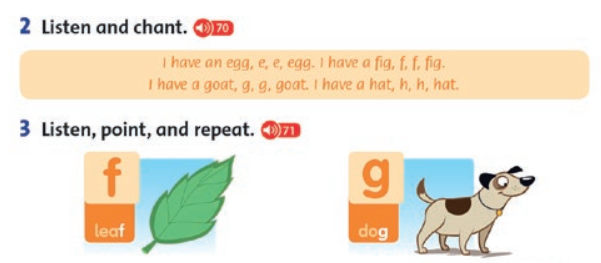 2 Listen and chant. 70
I have an egg, e, e, egg. I have a fig, f, f, fig.
I have a goat, g, g, goat. I have a hat, h, h, hat.
3 Listen, point, and repeat. 71
f
leaf
g
dog